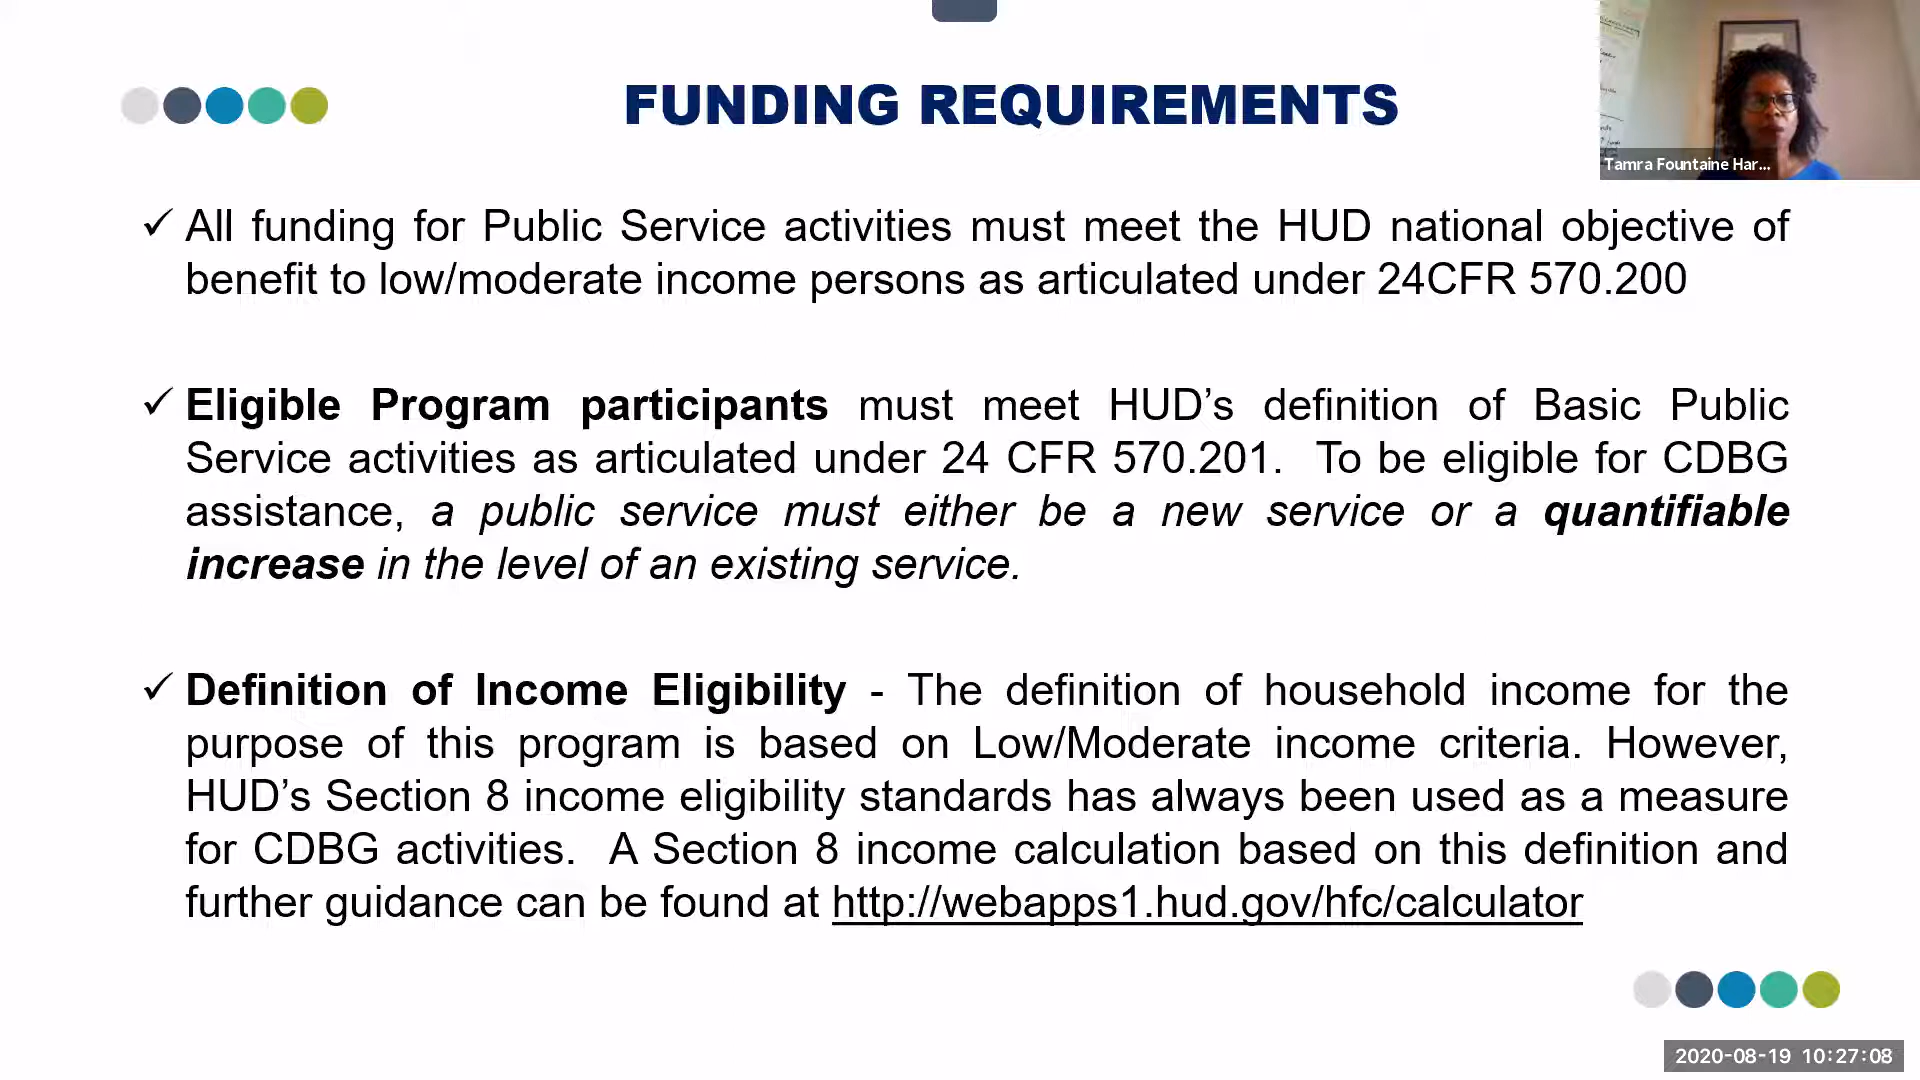 FUNDING REQUIREMENTS
Tamra Fountaine Har...
✓ All funding for Public Service activities must meet the HUD national objective of
benefit to low/moderate income persons as articulated under 24CFR 570.200
✓ Eligible Program participants must meet HUD’s definition of Basic Public
Service activities as articulated under 24 CFR 570.201. To be eligible for CDBG
assistance, a public service must either be a new service or a quantifiable
increase in the level of an existing service.
✓ Definition of Income Eligibility - The definition of household income for the
purpose of this program is based on Low/Moderate income criteria. However,
HUD’s Section 8 income eligibility standards has always been used as a measure
for CDBG activities. A Section 8 income calculation based on this definition and
further guidance can be found at http://webapps1.hud.gov/hfc/calculator
2020-08-19 10:27:08